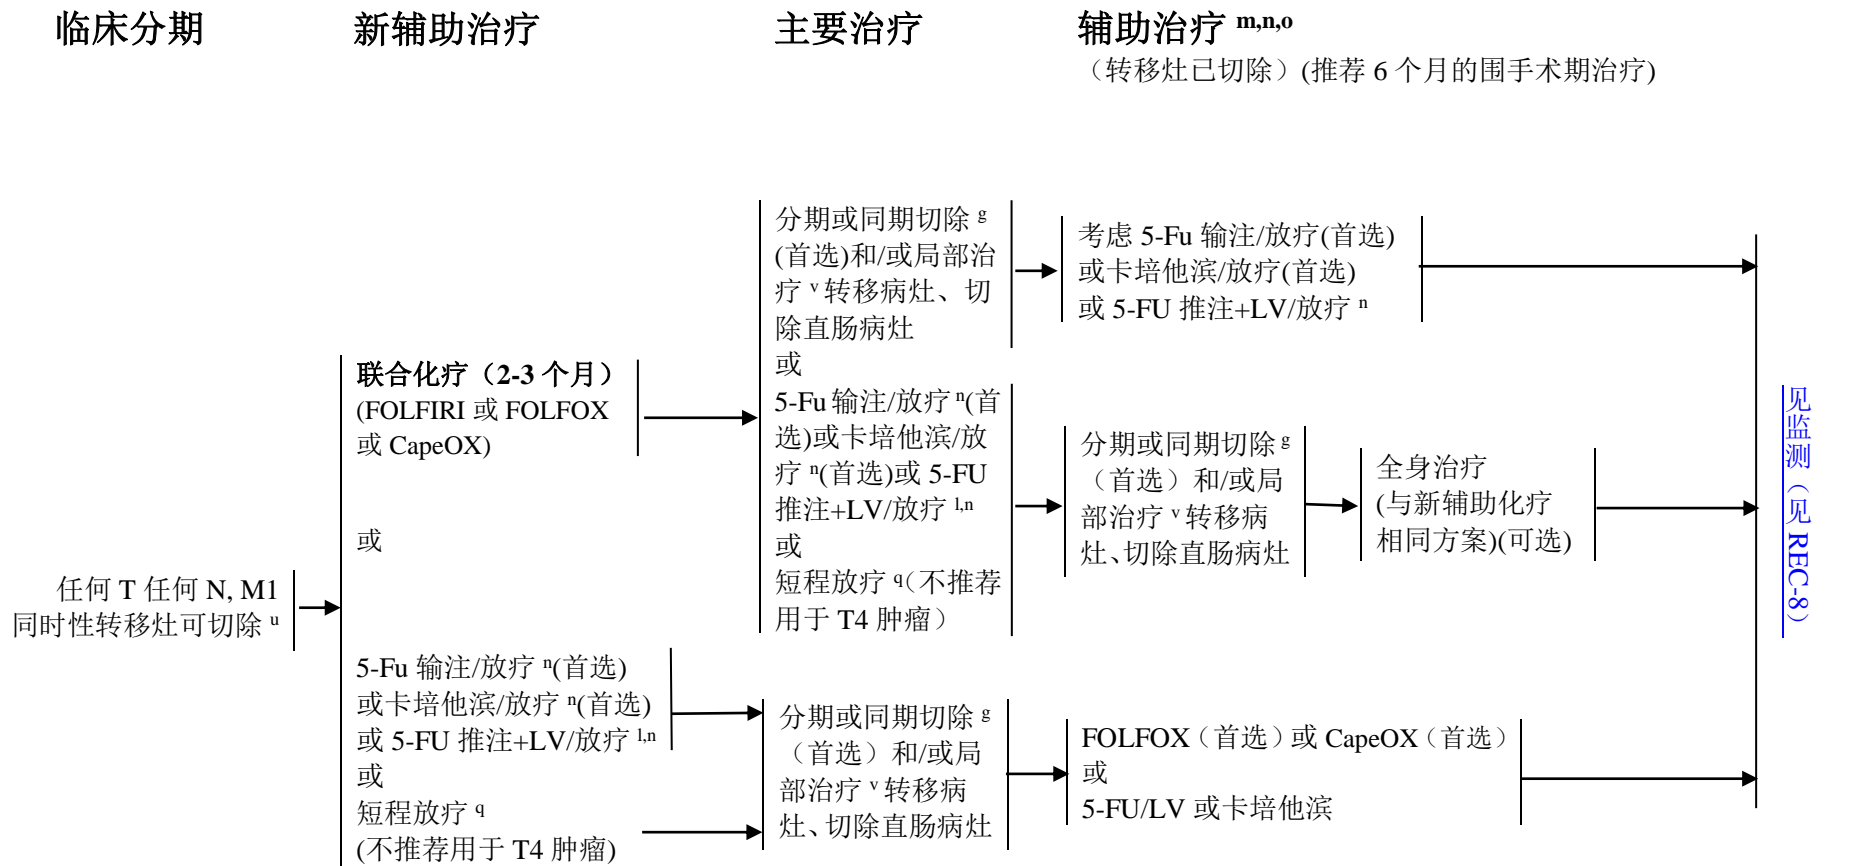 临床分期
新辅助治疗
主要治疗
辅助治疗 m,n,o
（转移灶已切除）(推荐 6 个月的围手术期治疗)
任何 T 任何 N, M1
同时性转移灶可切除 u
联合化疗（2-3 个月）
(FOLFIRI 或 FOLFOX
或 CapeOX)
或
5-Fu 输注/放疗 n(首选)
或卡培他滨/放疗 n(首选)
或 5-FU 推注+LV/放疗 l,n
或
短程放疗 q
(不推荐用于 T4 肿瘤)
分期或同期切除 g
(首选)和/或局部治
疗 v 转移病灶、切
除直肠病灶
或
5-Fu 输注/放疗 n(首
选)或卡培他滨/放
疗 n(首选)或 5-FU
推注+LV/放疗 l,n
或
短程放疗 q（不推荐
用于 T4 肿瘤）
分期或同期切除 g
（首选）和/或局
部治疗 v 转移病
灶、切除直肠病灶
考虑 5-Fu 输注/放疗(首选)
或卡培他滨/放疗(首选)
或 5-FU 推注+LV/放疗 n
分期或同期切除 g
（首选）和/或局
部治疗 v 转移病
灶、切除直肠病灶
全身治疗
(与新辅助化疗
相同方案)(可选)
FOLFOX（首选）或 CapeOX（首选）
或
5-FU/LV 或卡培他滨
见监测（见 REC-8）